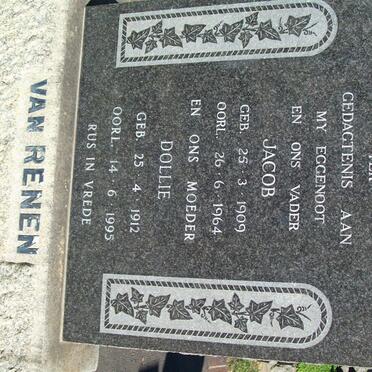 GEDAGTENIS AAN
MY EGGENOOT
EN ONS VADER
JACOB
GEB. 25 · 3 · 1909
OORL. 26 · 6 · 1964.
EN ONS MOEDER
DOLLIE
GEB. 25 · 4 · 1912
OORL. 14 · 6 · 1995
RUS IN VREDE
VAN RENEN